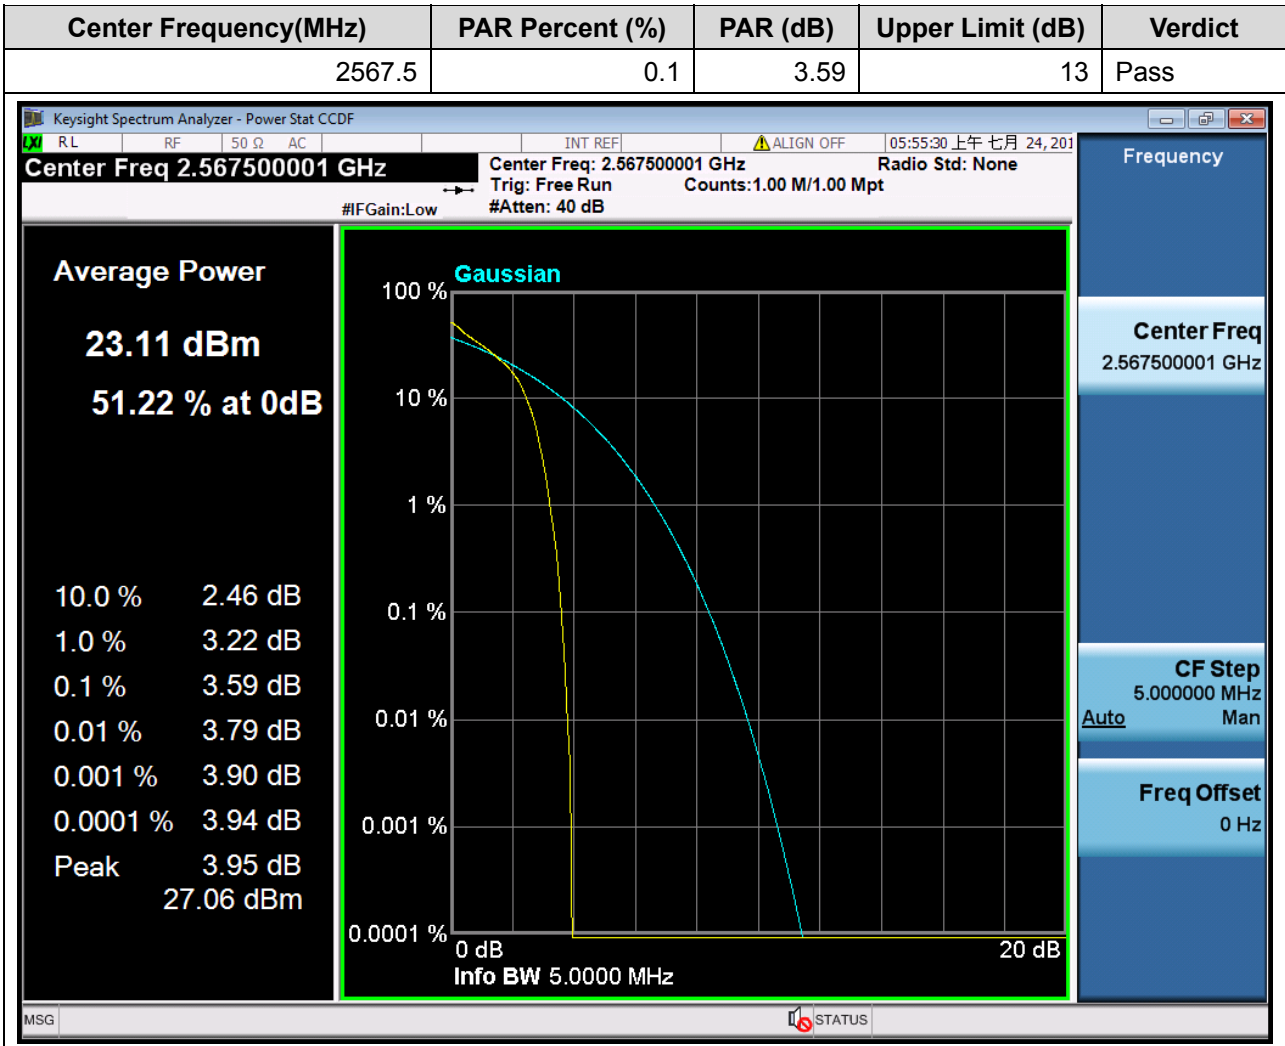 Center Frequency(MHz) PAR Percent (%) PAR (dB) Upper Limit (dB) Verdict
2567.5 0.1 3.59 13 Pass
Keysight Spectrum Analyzer - Power Stat CCDF
LXI RL RF 50 Ω AC INT REF ALIGN OFF 05:55:30 上午 七月 24, 201
Center Freq 2.567500001 GHz
Center Freq: 2.567500001 GHz Radio Std: None
Trig: Free Run Counts:1.00 M/1.00 Mpt
#IFGain:Low #Atten: 40 dB
Average Power
23.11 dBm
51.22 % at 0dB
10.0 % 2.46 dB
1.0 % 3.22 dB
0.1 % 3.59 dB
0.01 % 3.79 dB
0.001 % 3.90 dB
0.0001 % 3.94 dB
Peak 3.95 dB
27.06 dBm
Gaussian
100 %
10 %
1 %
0.1 %
0.01 %
0.001 %
0.0001 %
0 dB 20 dB
Info BW 5.0000 MHz
Frequency
Center Freq
2.567500001 GHz
CF Step
5.000000 MHz
Auto Man
Freq Offset
0 Hz
MSG STATUS